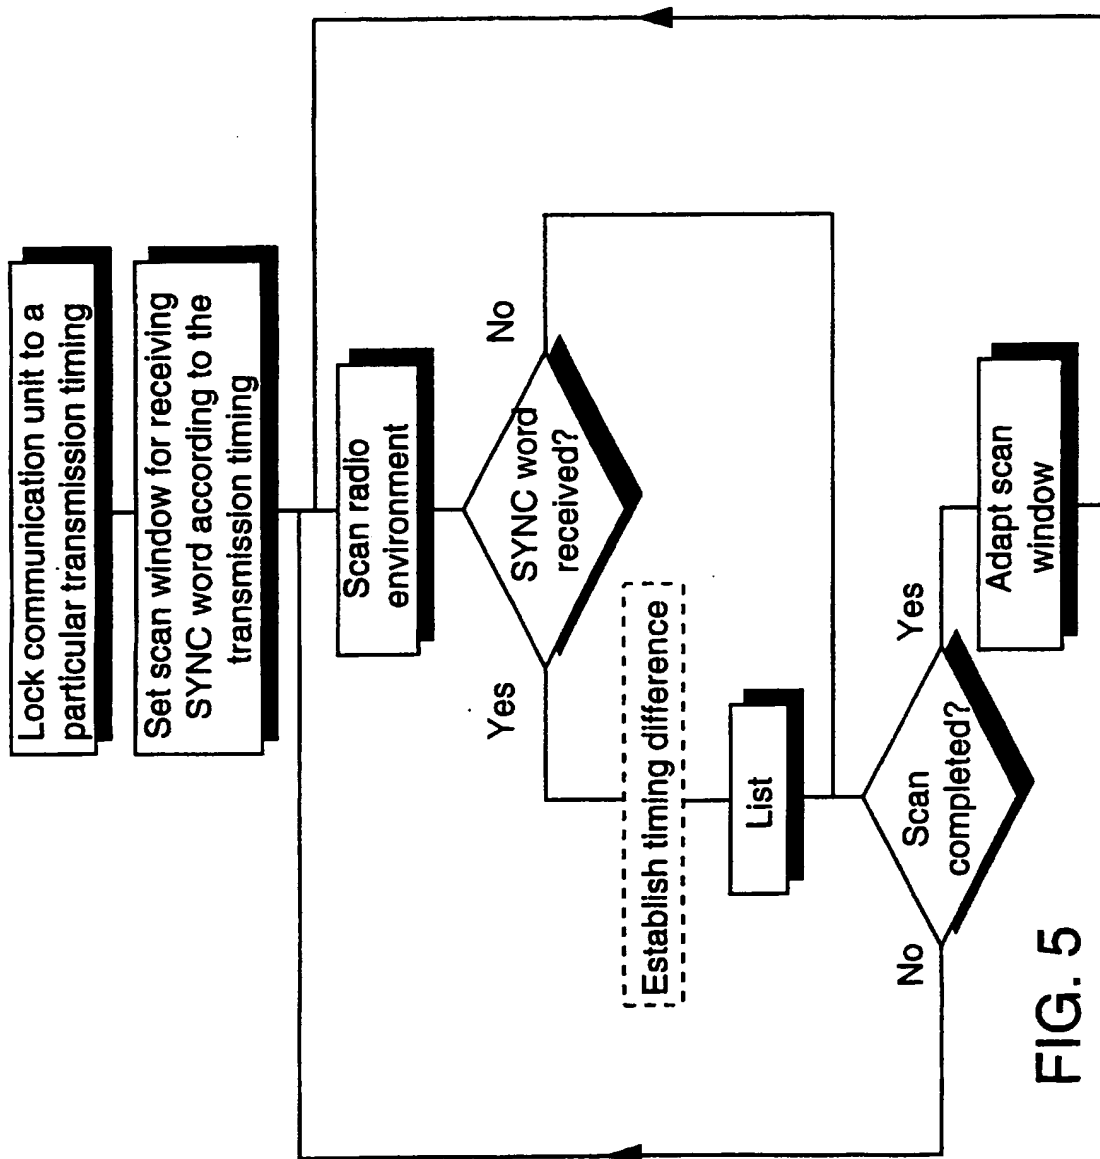 Lock communication unit to a
particular transmission timing
Set scan window for receiving
SYNC word according to the
transmission timing
Scan radio
environment
SYNC word
received?
Yes
No
Establish timing difference
List
Scan
completed?
No
Yes
Adapt scan
window
FIG. 5